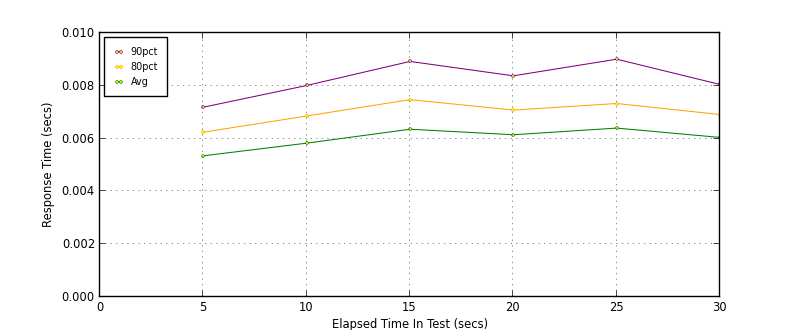 0.010
0.008
0.006
0.004
0.002
0.000
Response Time (secs)
90pct
80pct
Avg
0 5 10 15 20 25 30
Elapsed Time In Test (secs)